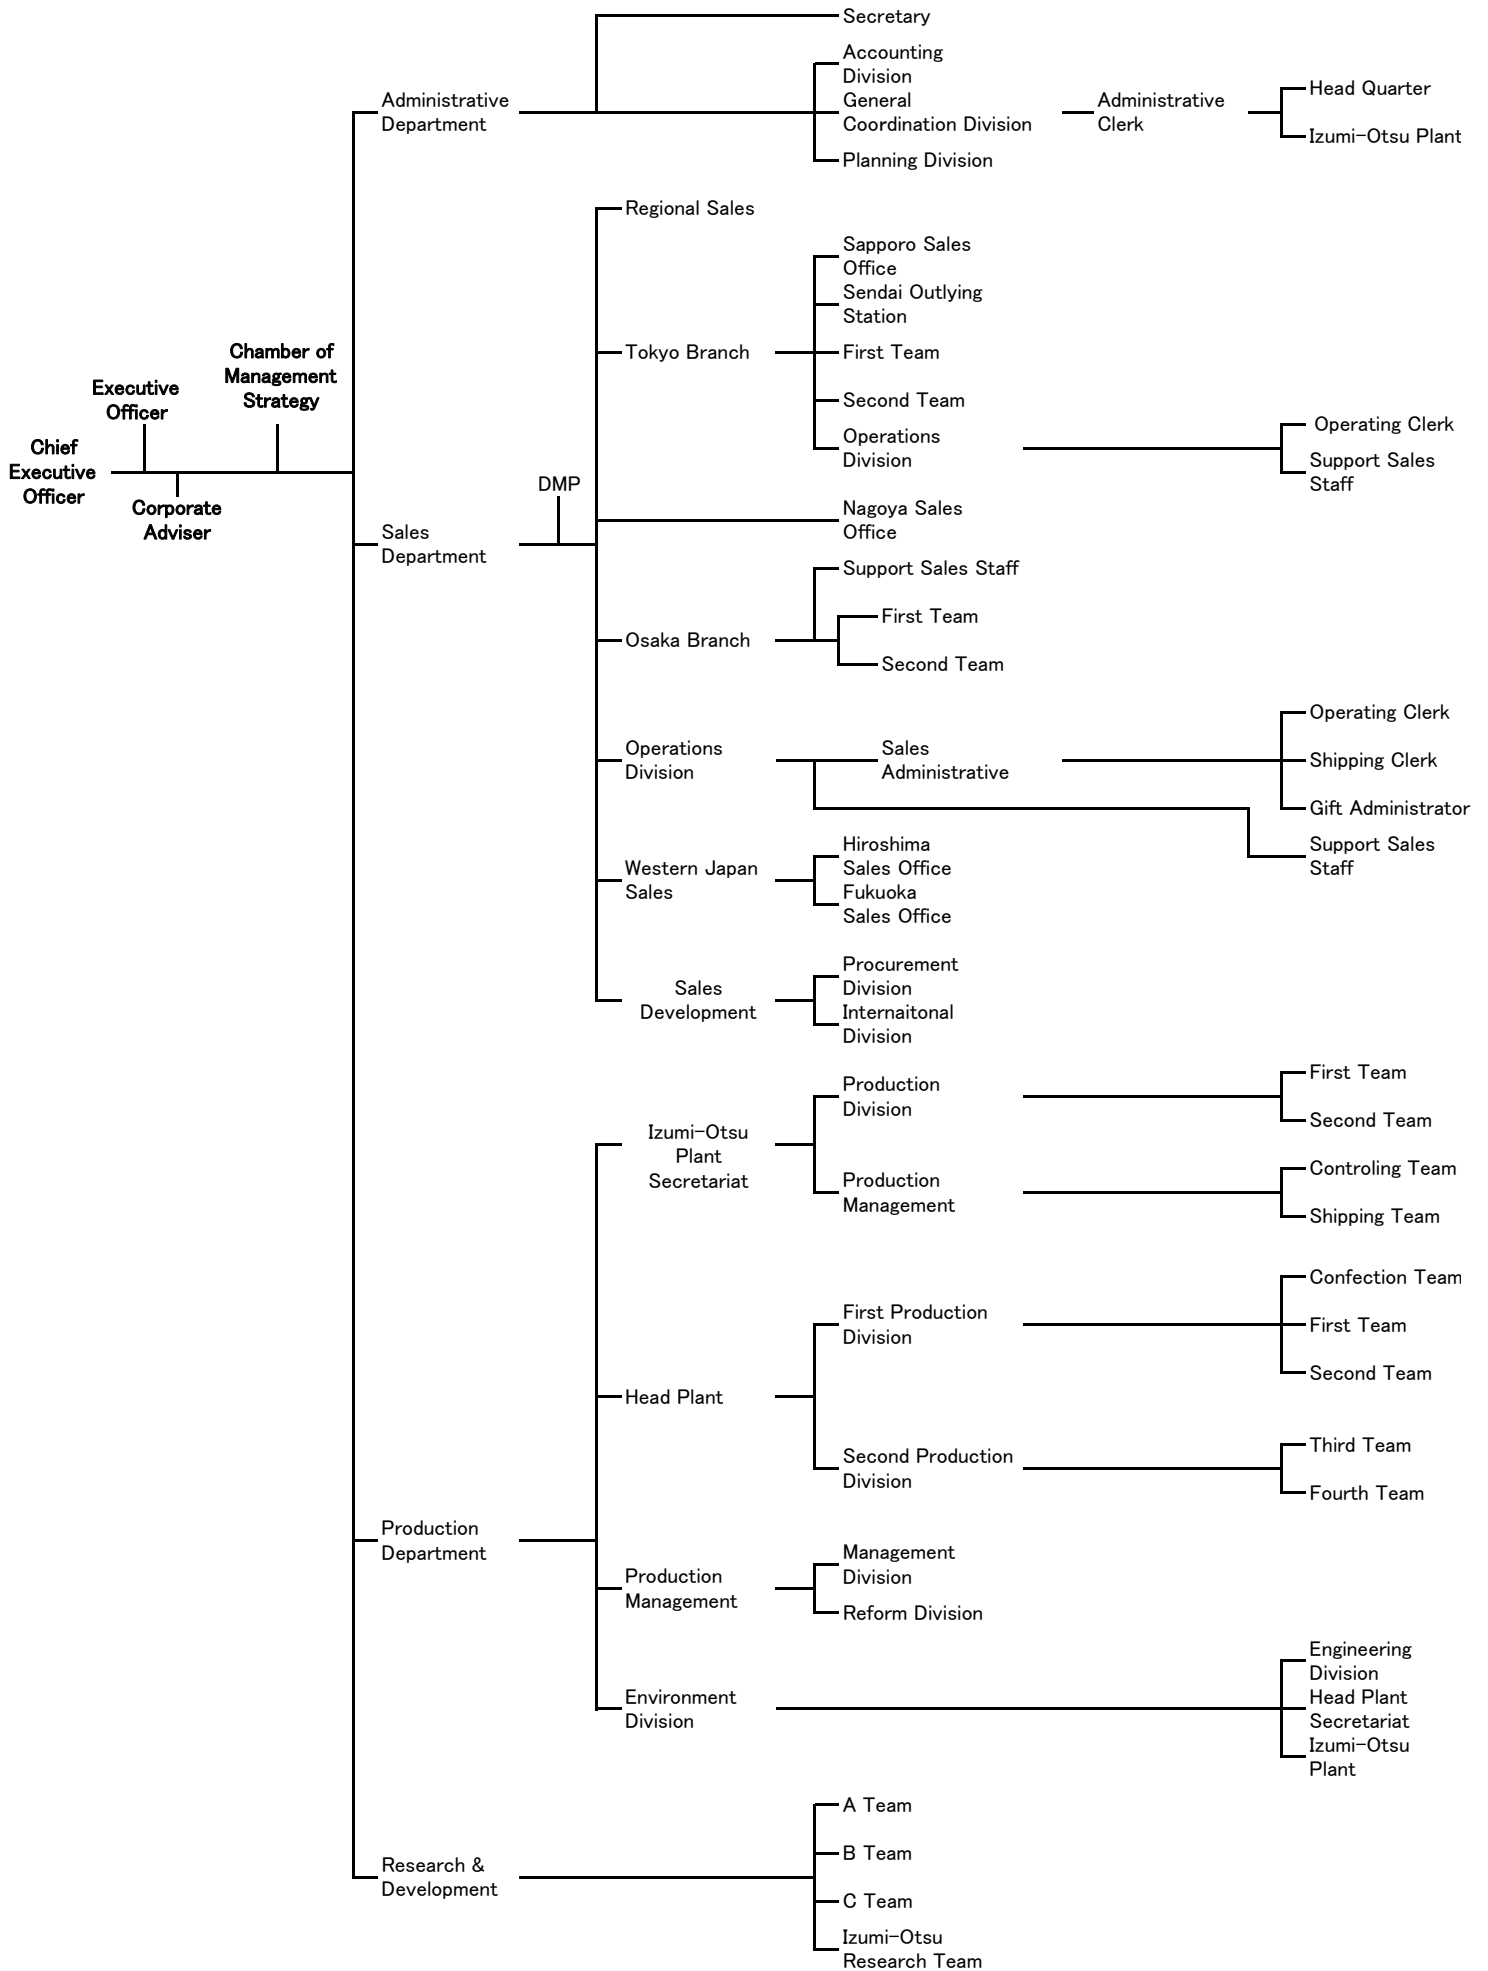 Secretary
Accounting
Division
General
Coordination Division
Planning Division
Administrative
Department
Administrative
Clerk
Head Quarter
Izumi-Otsu Plant
Regional Sales
Sapporo Sales
Office
Sendai Outlying
Station
Tokyo Branch
First Team
Second Team
Operations
Division
Operating Clerk
Support Sales
Staff
Chamber of
Management
Strategy
Executive
Officer
Chief
Executive
Officer
Corporate
Adviser
DMP
Sales
Department
Nagoya Sales
Office
Support Sales Staff
Osaka Branch
First Team
Second Team
Operations
Division
Sales
Administrative
Operating Clerk
Shipping Clerk
Gift Administrator
Support Sales
Staff
Western Japan
Sales
Hiroshima
Sales Office
Fukuoka
Sales Office
Sales
Development
Procurement
Division
Internaitonal
Division
Izumi-Otsu
Plant
Secretariat
Production
Division
First Team
Second Team
Production
Management
Controling Team
Shipping Team
Head Plant
First Production
Division
Confection Team
First Team
Second Team
Second Production
Division
Third Team
Fourth Team
Production
Department
Production
Management
Management
Division
Reform Division
Environment
Division
Engineering
Division
Head Plant
Secretariat
Izumi-Otsu
Plant
Research &
Development
A Team
B Team
C Team
Izumi-Otsu
Research Team